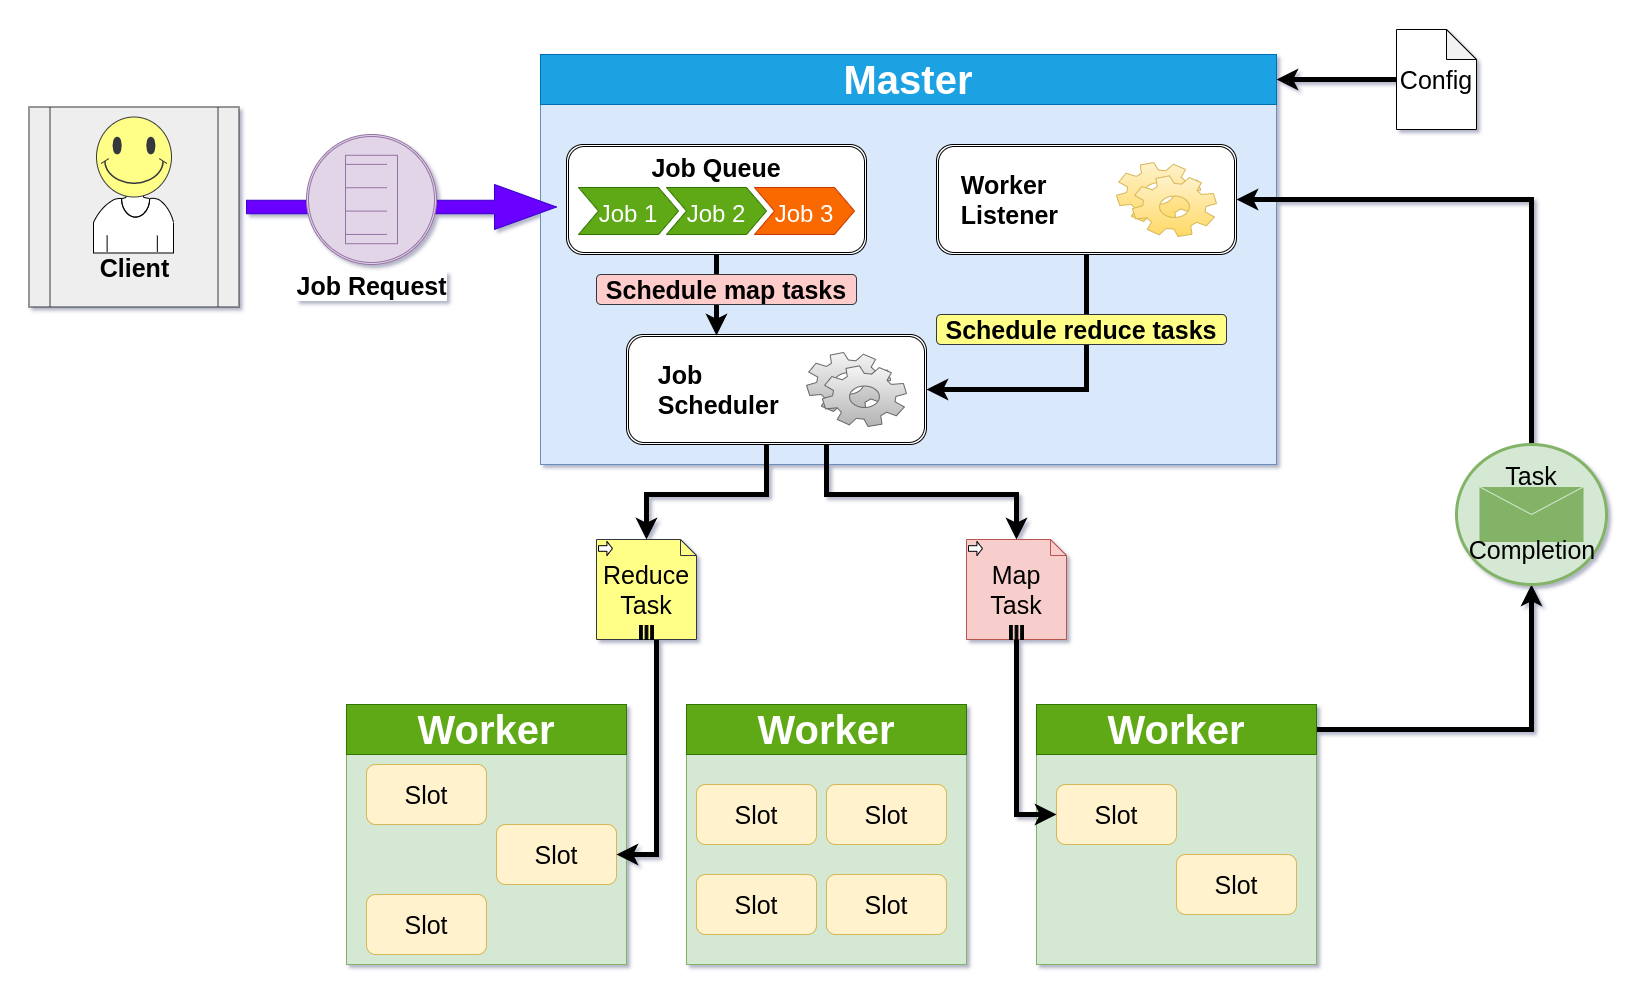 Master
Config
Client
Job Request
Job Queue
Job 1
Job 2
Job 3
Worker
Listener
Schedule map tasks
Schedule reduce tasks
Job
Scheduler
Task
Completion
Reduce
Task
Map
Task
Worker
Slot
Slot
Slot
Worker
Slot
Slot
Slot
Slot
Worker
Slot
Slot